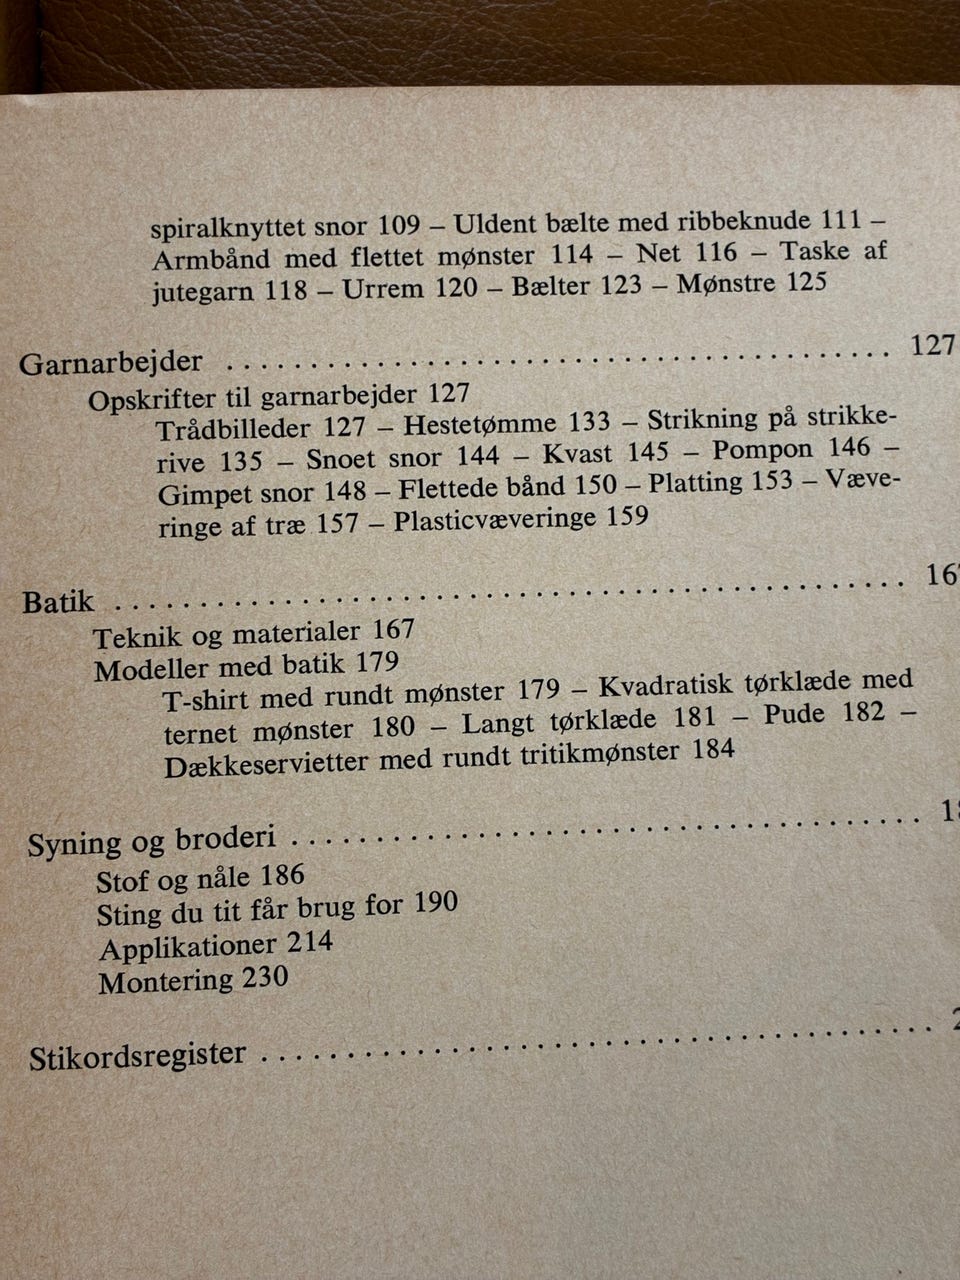 spiralknyttet snor 109 – Uldent bælte med ribbeknude 111 –
Armbånd med flettet mønster 114 – Net 116 – Taske af
jutegarn 118 – Urrem 120 – Bælter 123 – Mønstre 125
Garnarbejder . . . . . . . . . . . . . . . . . . . . . . . . . . . . . . . . . . . . . . . 127
Opskrifter til garnarbejder 127
Trådbilleder 127 – Hestetømme 133 – Strikning på strikke-
rive 135 – Snoet snor 144 – Kvast 145 – Pompon 146 –
Gimpet snor 148 – Flettede bånd 150 – Platting 153 – Væve-
ringe af træ 157 – Plasticvæveringe 159
Batik . . . . . . . . . . . . . . . . . . . . . . . . . . . . . . . . . . . . . . . . . . . . . .
Teknik og materialer 167
Modeller med batik 179
T-shirt med rundt mønster 179 – Kvadratisk tørklæde med
ternet mønster 180 – Langt tørklæde 181 – Pude 182 –
Dækkeservietter med rundt tritikmønster 184
Syning og broderi . . . . . . . . . . . . . . . . . . . . . . . . . . . . . . . . . . . . .
Stof og nåle 186
Sting du tit får brug for 190
Applikationer 214
Montering 230
Stikordsregister . . . . . . . . . . . . . . . . . . . . . . . . . . . . . . . . . . . . . . .